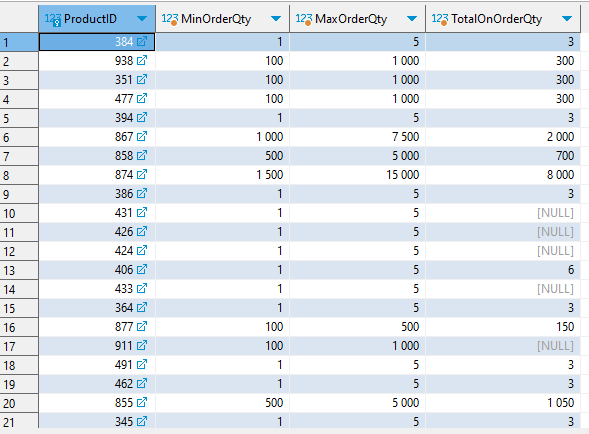 123 ProductID 123 MinOrderQty 123 MaxOrderQty 123 TotalOnOrderQty
1 384 1 5 3
2 938 100 1 000 300
3 351 100 1 000 300
4 477 100 1 000 300
5 394 1 5 3
6 867 1 000 7 500 2 000
7 858 500 5 000 700
8 874 1 500 15 000 8 000
9 386 1 5 3
10 431 1 5 [NULL]
11 426 1 5 [NULL]
12 424 1 5 [NULL]
13 406 1 5 6
14 433 1 5 [NULL]
15 364 1 5 3
16 877 100 500 150
17 911 100 1 000 [NULL]
18 491 1 5 3
19 462 1 5 3
20 855 500 5 000 1 050
21 345 1 5 3